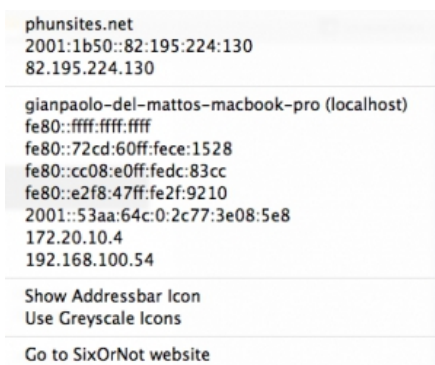 phunsites.net
2001:1b50::82:195:224:130
82.195.224.130
gianpaolo-del-mattos-macbook-pro (localhost)
fe80::ffff:ffff:ffff
fe80::72cd:60ff:fece:1528
fe80::cc08:e0ff:fedc:83cc
fe80::e2f8:47ff:fe2f:9210
2001::53aa:64c:0:2c77:3e08:5e8
172.20.10.4
192.168.100.54
Show Addressbar Icon
Use Greyscale Icons
Go to SixOrNot website